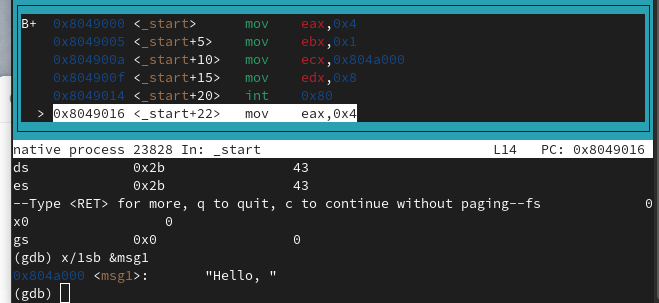 B+ 0x8049000 <_start> mov eax,0x4
0x8049005 <_start+5> mov ebx,0x1
0x804900a <_start+10> mov ecx,0x804a000
0x804900f <_start+15> mov edx,0x8
0x8049014 <_start+20> int 0x80
> 0x8049016 <_start+22> mov eax,0x4
native process 23828 In: _start L14 PC: 0x8049016
ds 0x2b 43
es 0x2b 43
--Type <RET> for more, q to quit, c to continue without paging--fs 0
x0 0
gs 0x0 0
(gdb) x/1sb &msg1
0x804a000 <msg1>: "Hello, "
(gdb)